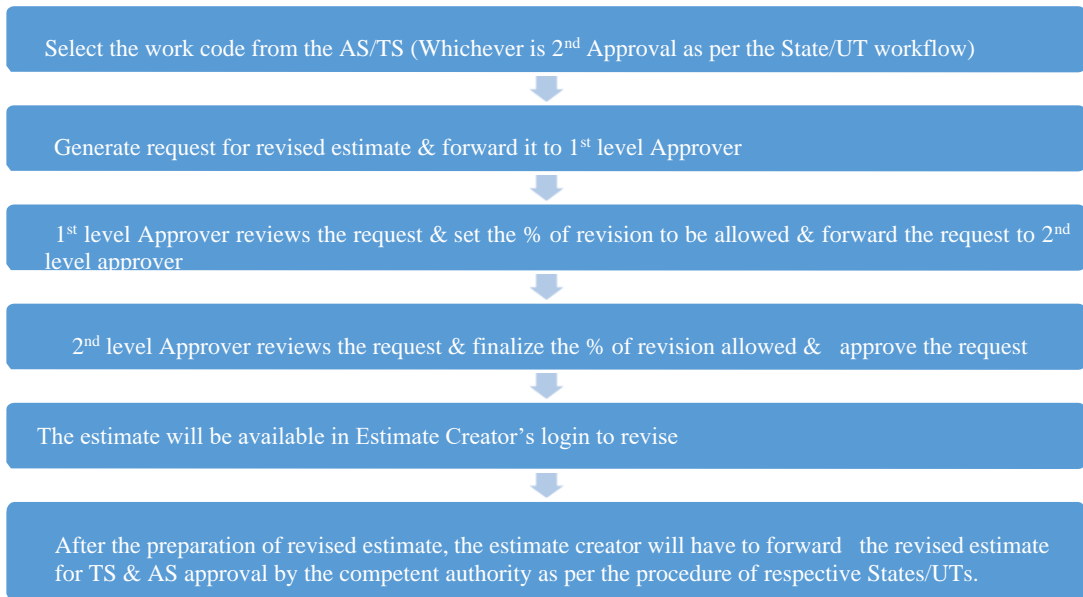 Select the work code from the AS/TS (Whichever is 2nd Approval as per the State/UT workflow)
Generate request for revised estimate & forward it to 1st level Approver
1st level Approver reviews the request & set the % of revision to be allowed & forward the request to 2nd
level approver
2nd level Approver reviews the request & finalize the % of revision allowed & approve the request
The estimate will be available in Estimate Creator’s login to revise
After the preparation of revised estimate, the estimate creator will have to forward the revised estimate
for TS & AS approval by the competent authority as per the procedure of respective States/UTs.